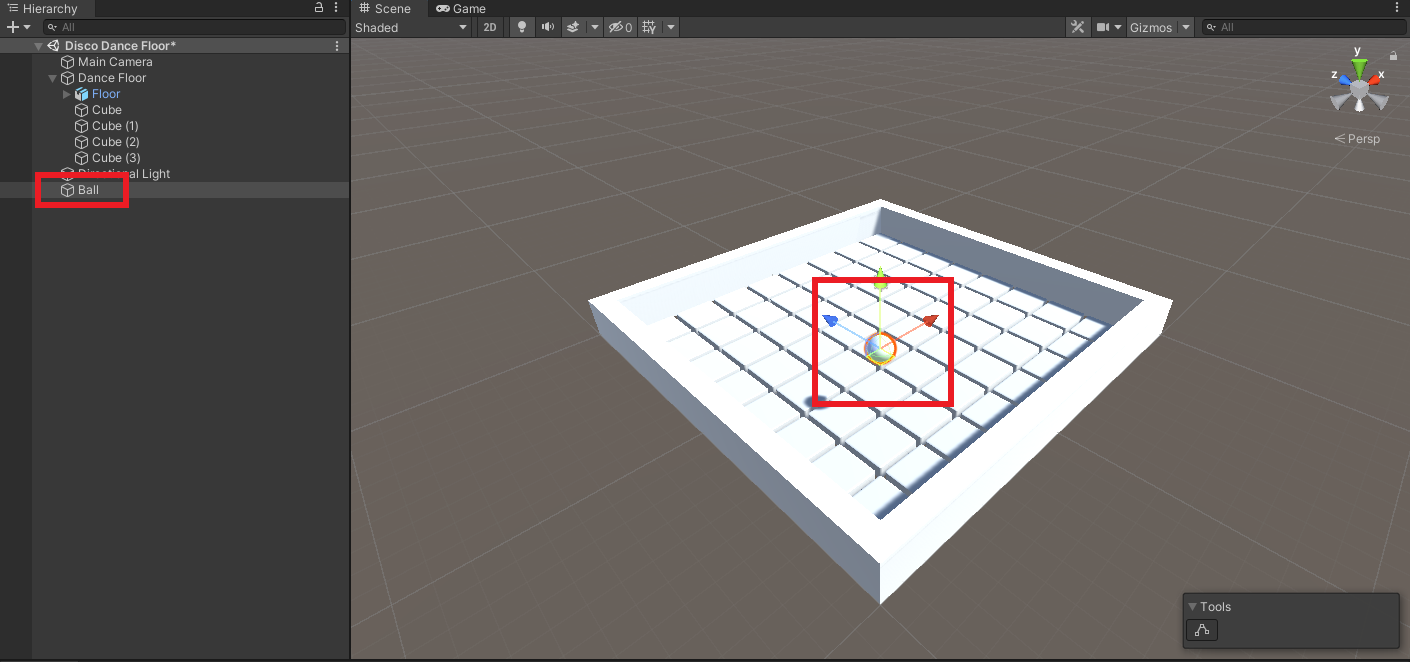 Hierarchy
All
Disco Dance Floor*
Main Camera
Dance Floor
Floor
Cube
Cube (1)
Cube (2)
Cube (3)
Directional Light
Ball
Scene
Game
Shaded
2D
0
Gizmos
All
y
z
x
Persp
Tools